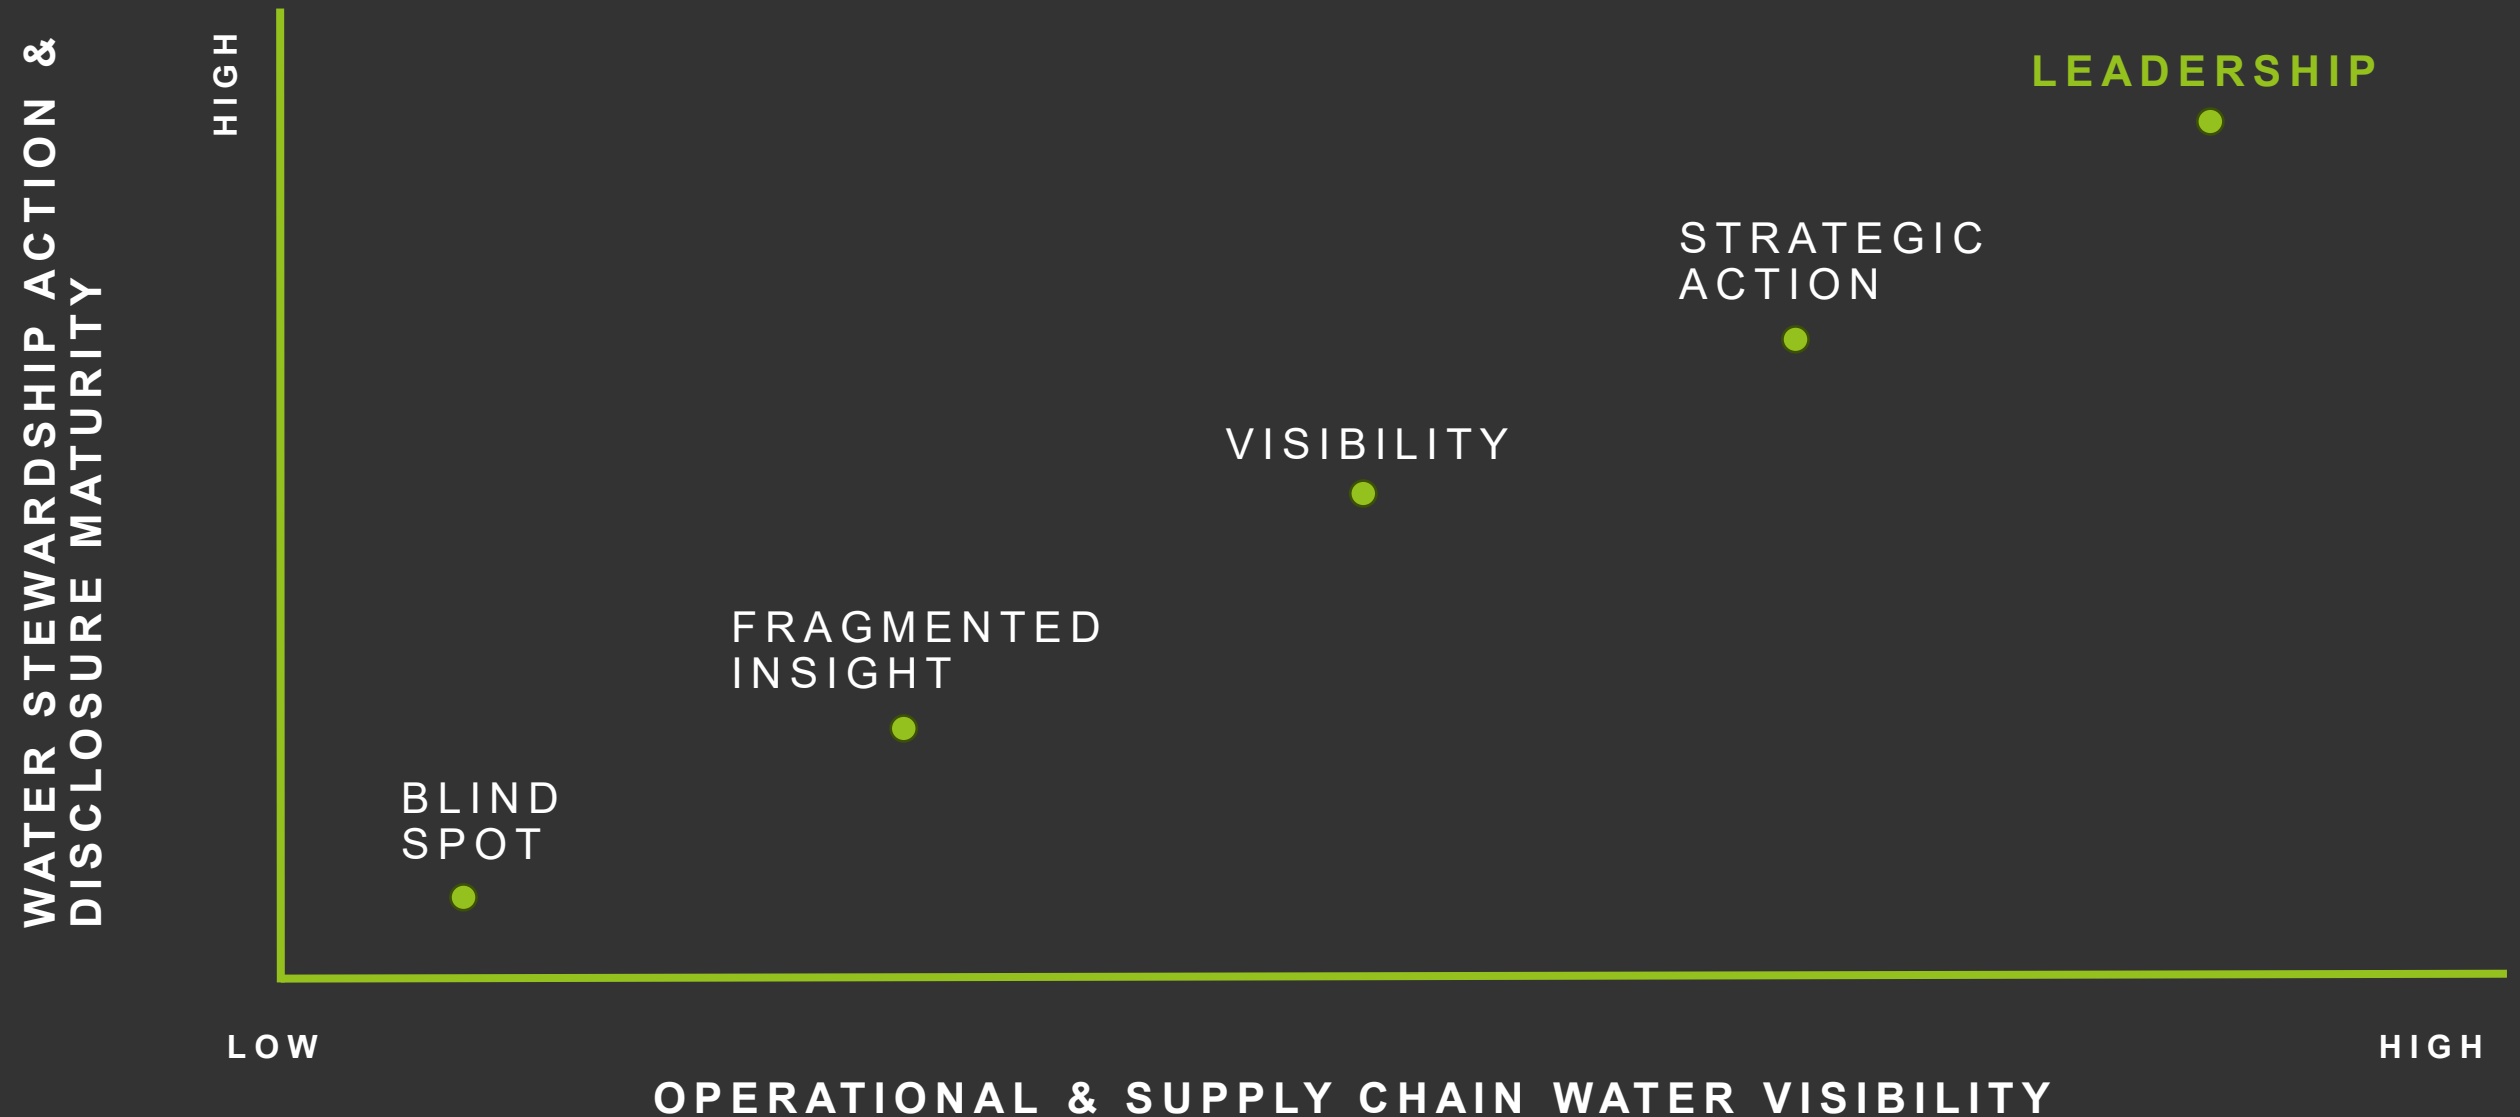 WATER STEWARDSHIP ACTION &
DISCLOSURE MATURITY
HIGH
LEADERSHIP
STRATEGIC
ACTION
VISIBILITY
FRAGMENTED
INSIGHT
BLIND
SPOT
LOW
HIGH
OPERATIONAL & SUPPLY CHAIN WATER VISIBILITY